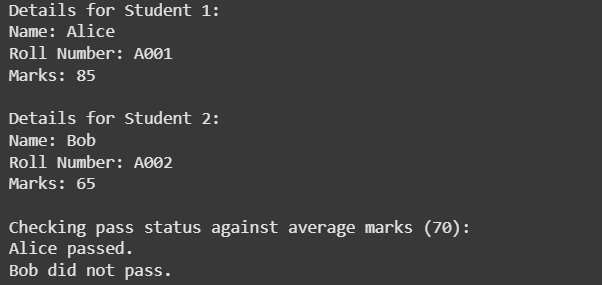 Details for Student 1:
Name: Alice
Roll Number: A001
Marks: 85

Details for Student 2:
Name: Bob
Roll Number: A002
Marks: 65

Checking pass status against average marks (70):
Alice passed.
Bob did not pass.